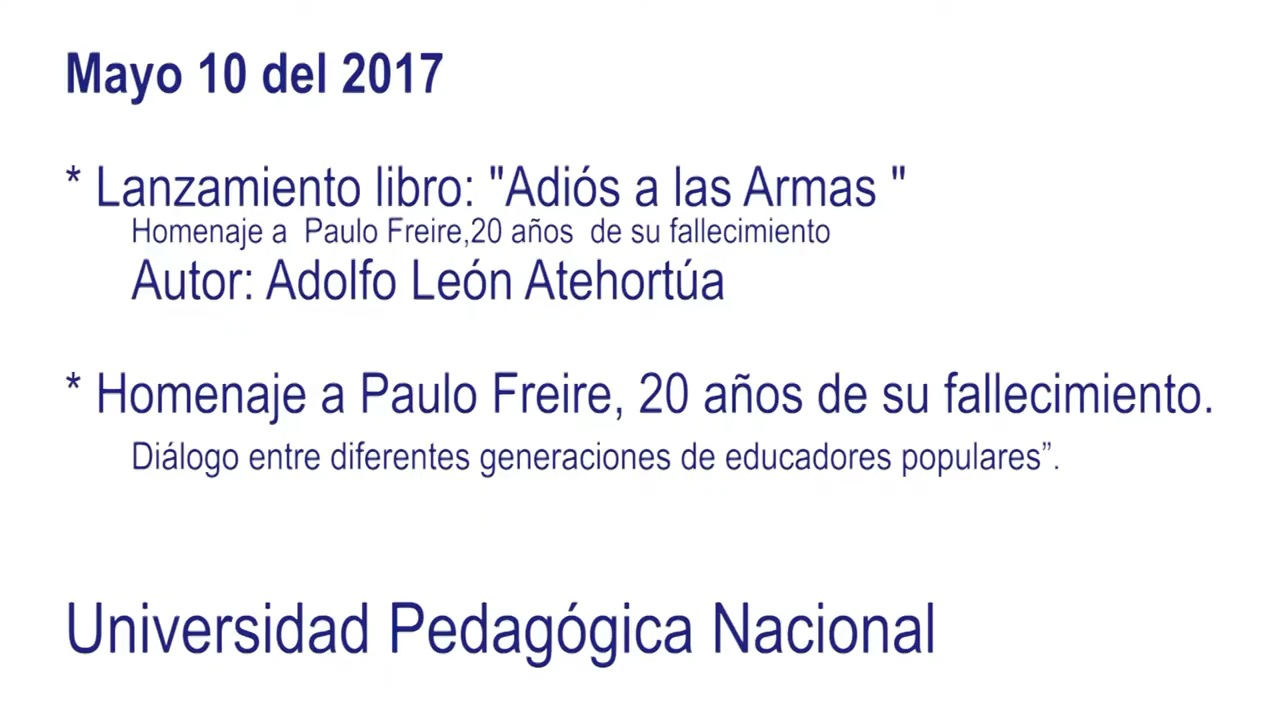 Mayo 10 del 2017
* Lanzamiento libro: "Adiós a las Armas "
Homenaje a Paulo Freire,20 años de su fallecimiento
Autor: Adolfo León Atehortúa
* Homenaje a Paulo Freire, 20 años de su fallecimiento.
Diálogo entre diferentes generaciones de educadores populares”.
Universidad Pedagógica Nacional